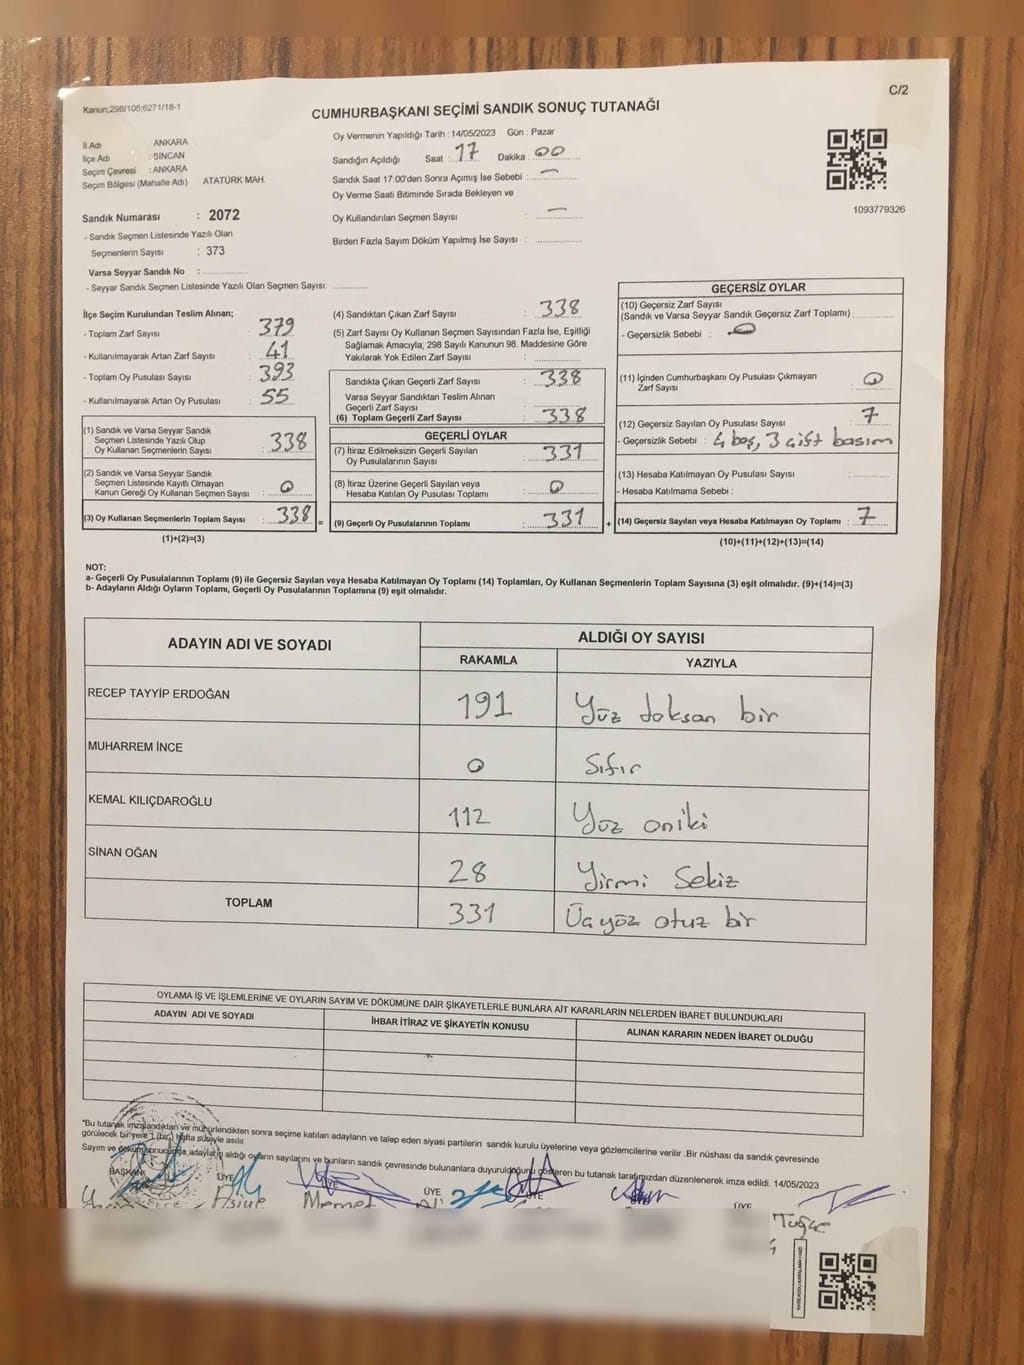 C/2
Kanun;298/105;6271/18-1
CUMHURBAŞKANI SEÇİMİ SANDIK SONUÇ TUTANAĞI
İl Adı ANKARA
İlçe Adı : SİNCAN
Seçim Çevresi : ANKARA
Seçim Bölgesi (Mahalle Adı) ATATÜRK MAH.
Oy Vermenin Yapıldığı Tarih : 14/05/2023 Gün : Pazar
Sandığın Açıldığı Saat : 17 Dakika : 00
Sandık Saat 17:00'den Sonra Açımış İse Sebebi : —
Oy Verme Saati Bitiminde Sırada Bekleyen ve
Oy Kullandırılan Seçmen Sayısı : —
Birden Fazla Sayım Döküm Yapılmış İse Sayısı :
1093779326
Sandık Numarası : 2072
- Sandık Seçmen Listesinde Yazılı Olan
Seçmenlerin Sayısı : 373
Varsa Seyyar Sandık No :
- Seyyar Sandık Seçmen Listesinde Yazılı Olan Seçmen Sayısı:
İlçe Seçim Kurulundan Teslim Alınan;
- Toplam Zarf Sayısı : 379
- Kullanılmayarak Artan Zarf Sayısı : 41
- Toplam Oy Pusulası Sayısı : 393
- Kullanılmayarak Artan Oy Pusulası : 55
(1) Sandık ve Varsa Seyyar Sandık
Seçmen Listesinde Yazılı Olup
Oy Kullanan Seçmenlerin Sayısı : 338
(2) Sandık ve Varsa Seyyar Sandık
Seçmen Listesinde Kayıtlı Olmayan
Kanun Gereği Oy Kullanan Seçmen Sayısı : 0
(3) Oy Kullanan Seçmenlerin Toplam Sayısı : 338 =
(1)+(2)=(3)
(4) Sandıktan Çıkan Zarf Sayısı : 338
(5) Zarf Sayısı Oy Kullanan Seçmen Sayısından Fazla İse, Eşitliği
Sağlamak Amacıyla; 298 Sayılı Kanunun 98. Maddesine Göre
Yakılarak Yok Edilen Zarf Sayısı :
Sandıkta Çıkan Geçerli Zarf Sayısı : 338
Varsa Seyyar Sandıktan Teslim Alınan
Geçerli Zarf Sayısı :
(6) Toplam Geçerli Zarf Sayısı : 338
GEÇERLİ OYLAR
(7) İtiraz Edilmeksizin Geçerli Sayılan
Oy Pusulalarının Sayısı : 331
(8) İtiraz Üzerine Geçerli Sayılan veya
Hesaba Katılan Oy Pusulası Toplamı : 0
(9) Geçerli Oy Pusulalarının Toplamı : 331 +
GEÇERSİZ OYLAR
(10) Geçersiz Zarf Sayısı
(Sandık ve Varsa Seyyar Sandık Geçersiz Zarf Toplamı) :
- Geçersizlik Sebebi :
(11) İçinden Cumhurbaşkanı Oy Pusulası Çıkmayan
Zarf Sayısı : 0
(12) Geçersiz Sayılan Oy Pusulası Sayısı : 7
- Geçersizlik Sebebi : 4 boş, 3 çift basım
(13) Hesaba Katılmayan Oy Pusulası Sayısı :
- Hesaba Katılmama Sebebi :
(14) Geçersiz Sayılan veya Hesaba Katılmayan Oy Toplamı : 7
(10)+(11)+(12)+(13)=(14)
NOT:
a- Geçerli Oy Pusulalarının Toplamı (9) ile Geçersiz Sayılan veya Hesaba Katılmayan Oy Toplamı (14) Toplamları, Oy Kullanan Seçmenlerin Toplam Sayısına (3) eşit olmalıdır. (9)+(14)=(3)
b- Adayların Aldığı Oyların Toplamı, Geçerli Oy Pusulalarının Toplamına (9) eşit olmalıdır.
ADAYIN ADI VE SOYADI ALDIĞI OY SAYISI
RAKAMLA YAZIYLA
RECEP TAYYİP ERDOĞAN 191 Yüz doksan bir
MUHARREM İNCE 0 Sıfır
KEMAL KILIÇDAROĞLU 112 Yüz oniki
SİNAN OĞAN 28 Yirmi Sekiz
TOPLAM 331 Üçyüz otuz bir
OYLAMA İŞ VE İŞLEMLERİNE VE OYLARIN SAYIM VE DÖKÜMÜNE DAİR ŞİKAYETLERLE BUNLARA AİT KARARLARIN NELERDEN İBARET BULUNDUKLARI
ADAYIN ADI VE SOYADI İHBAR İTİRAZ VE ŞİKAYETİN KONUSU ALINAN KARARIN NEDEN İBARET OLDUĞU
"Bu tutanak imzalandıktan ve mühürlendikten sonra seçime katılan adayların ve talep eden siyasi partilerin sandık kurulu üyelerine veya gözlemcilerine verilir .Bir nüshası da sandık çevresinde
görülecek bir yere 1 (bir) hafta süreyle asılır.
Sayım ve döküm sonucunda,adayların aldığı oyların sayılarını ve bunların sandık çevresinde bulunanlara duyurulduğunu gösteren bu tutanak tarafımızdan düzenlenerek imza edildi. 14/05/2023
BAŞKAN ÜYE ÜYE ÜYE ÜYE ÜYE
Asiye Memet Tuğçe